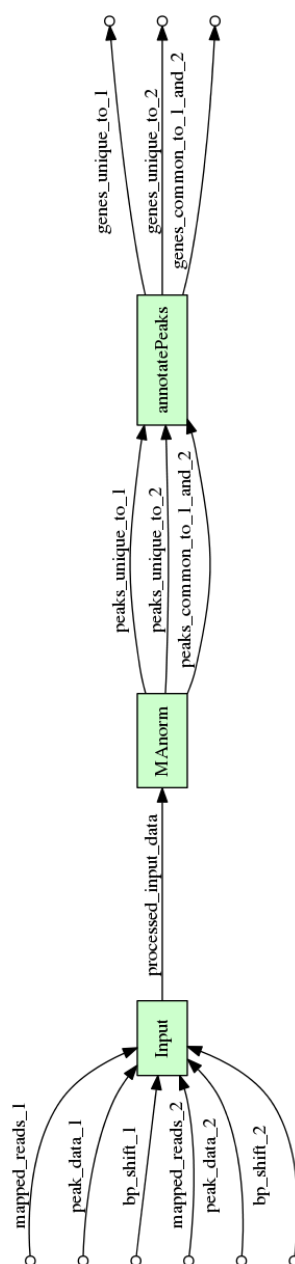 mapped_reads_1
peak_data_1
bp_shift_1
mapped_reads_2
peak_data_2
bp_shift_2
Input
processed_input_data
MAnorm
peaks_unique_to_1
peaks_unique_to_2
peaks_common_to_1_and_2
annotatePeaks
genes_unique_to_1
genes_unique_to_2
genes_common_to_1_and_2